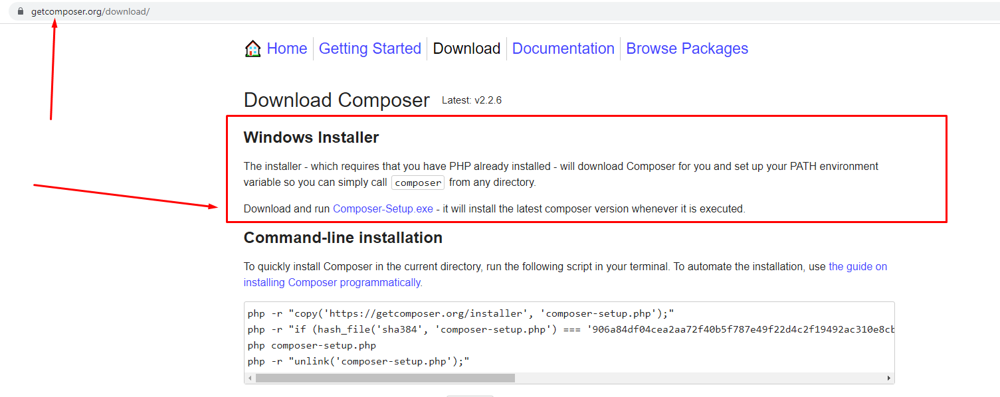 getcomposer.org/download/
Home Getting Started Download Documentation Browse Packages
Download Composer Latest: v2.2.6
Windows Installer
The installer - which requires that you have PHP already installed - will download Composer for you and set up your PATH environment
variable so you can simply call composer from any directory.
Download and run Composer-Setup.exe - it will install the latest composer version whenever it is executed.
Command-line installation
To quickly install Composer in the current directory, run the following script in your terminal. To automate the installation, use the guide on
installing Composer programmatically.
php -r "copy('https://getcomposer.org/installer', 'composer-setup.php');"
php -r "if (hash_file('sha384', 'composer-setup.php') === '906a84df04cea2aa72f40b5f787e49f22d4c2f19492ac310e8cb
php composer-setup.php
php -r "unlink('composer-setup.php');"